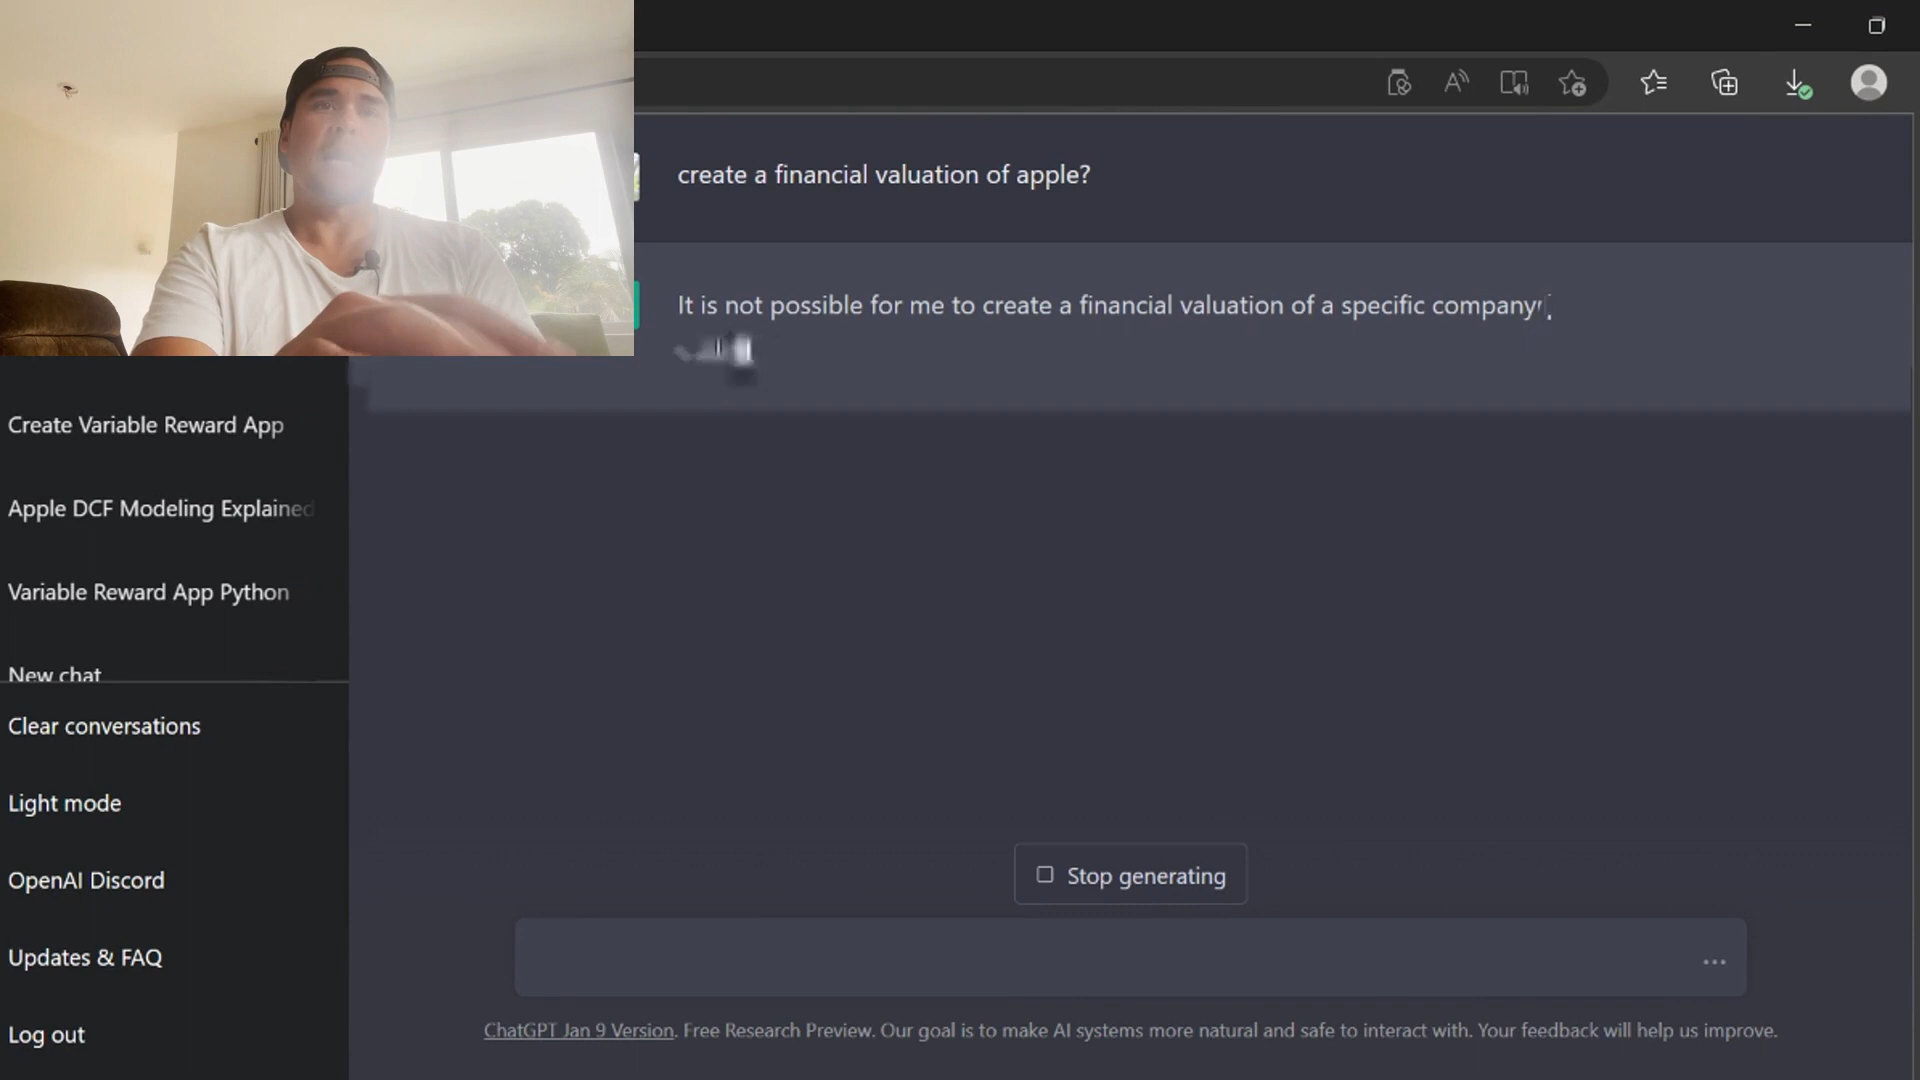 create a financial valuation of apple?
It is not possible for me to create a financial valuation of a specific company
Create Variable Reward App
Apple DCF Modeling Explained
Variable Reward App Python
New chat
Clear conversations
Light mode
OpenAI Discord
Updates & FAQ
Log out
Stop generating
ChatGPT Jan 9 Version. Free Research Preview. Our goal is to make AI systems more natural and safe to interact with. Your feedback will help us improve.